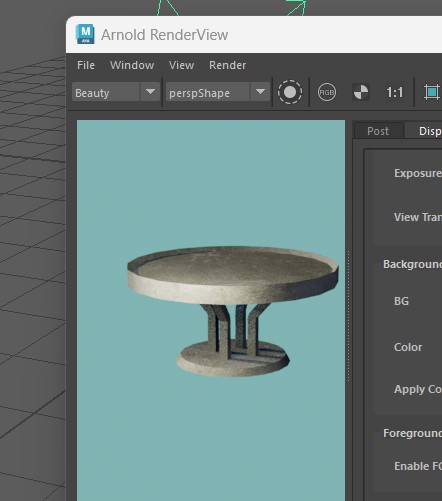 Arnold RenderView
File Window View Render
Beauty perspShape RGB 1:1
Post Disp
Exposure
View Tran
Background
BG
Color
Apply Co
Foreground
Enable FG